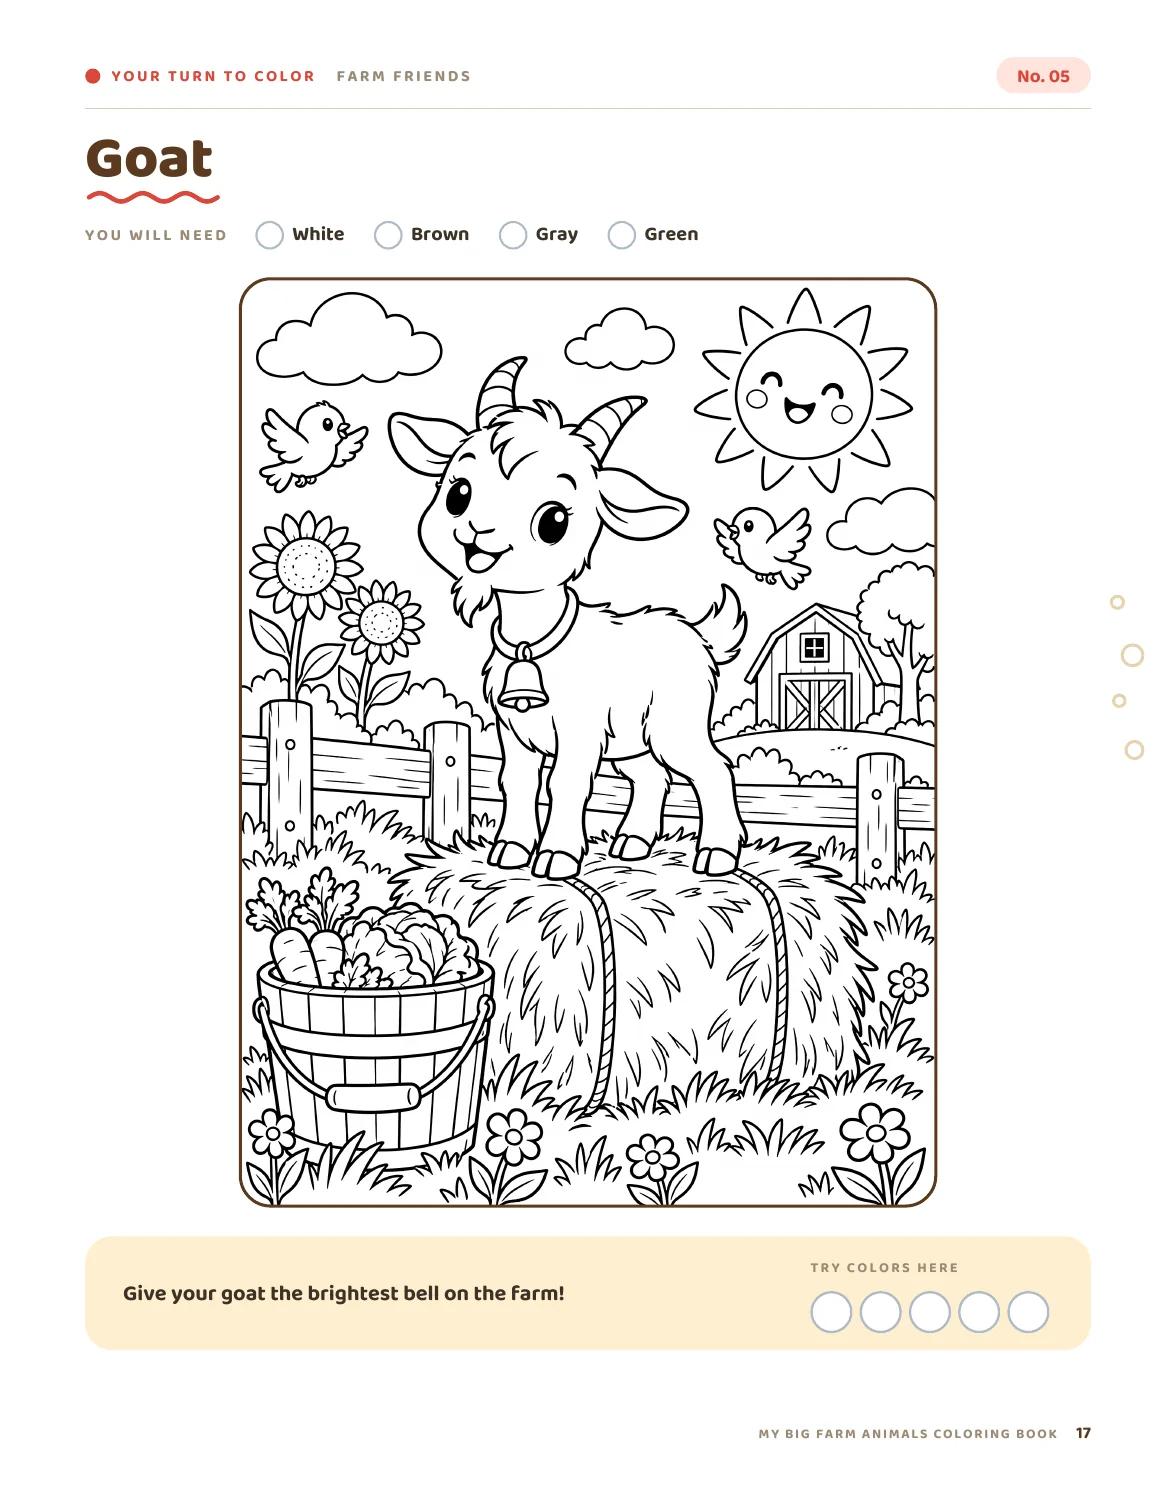 YOUR TURN TO COLOR FARM FRIENDS No. 05
Goat
YOU WILL NEED White Brown Gray Green
Give your goat the brightest bell on the farm!
TRY COLORS HERE
MY BIG FARM ANIMALS COLORING BOOK 17